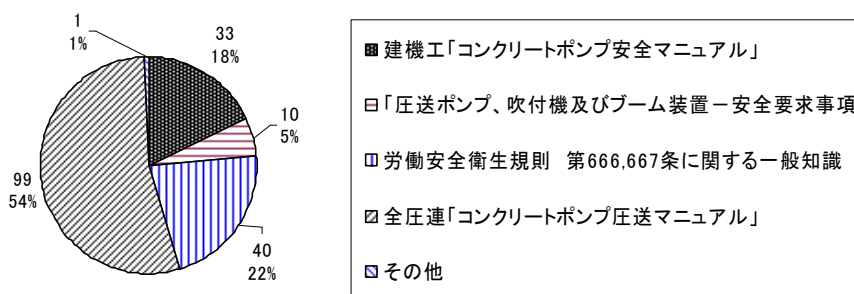 1
1%
33
18%
10
5%
40
22%
99
54%
建機工「コンクリートポンプ安全マニュアル」
「圧送ポンプ、吹付機及びブーム装置－安全要求事項
労働安全衛生規則　第666,667条に関する一般知識
全圧連「コンクリートポンプ圧送マニュアル」
その他